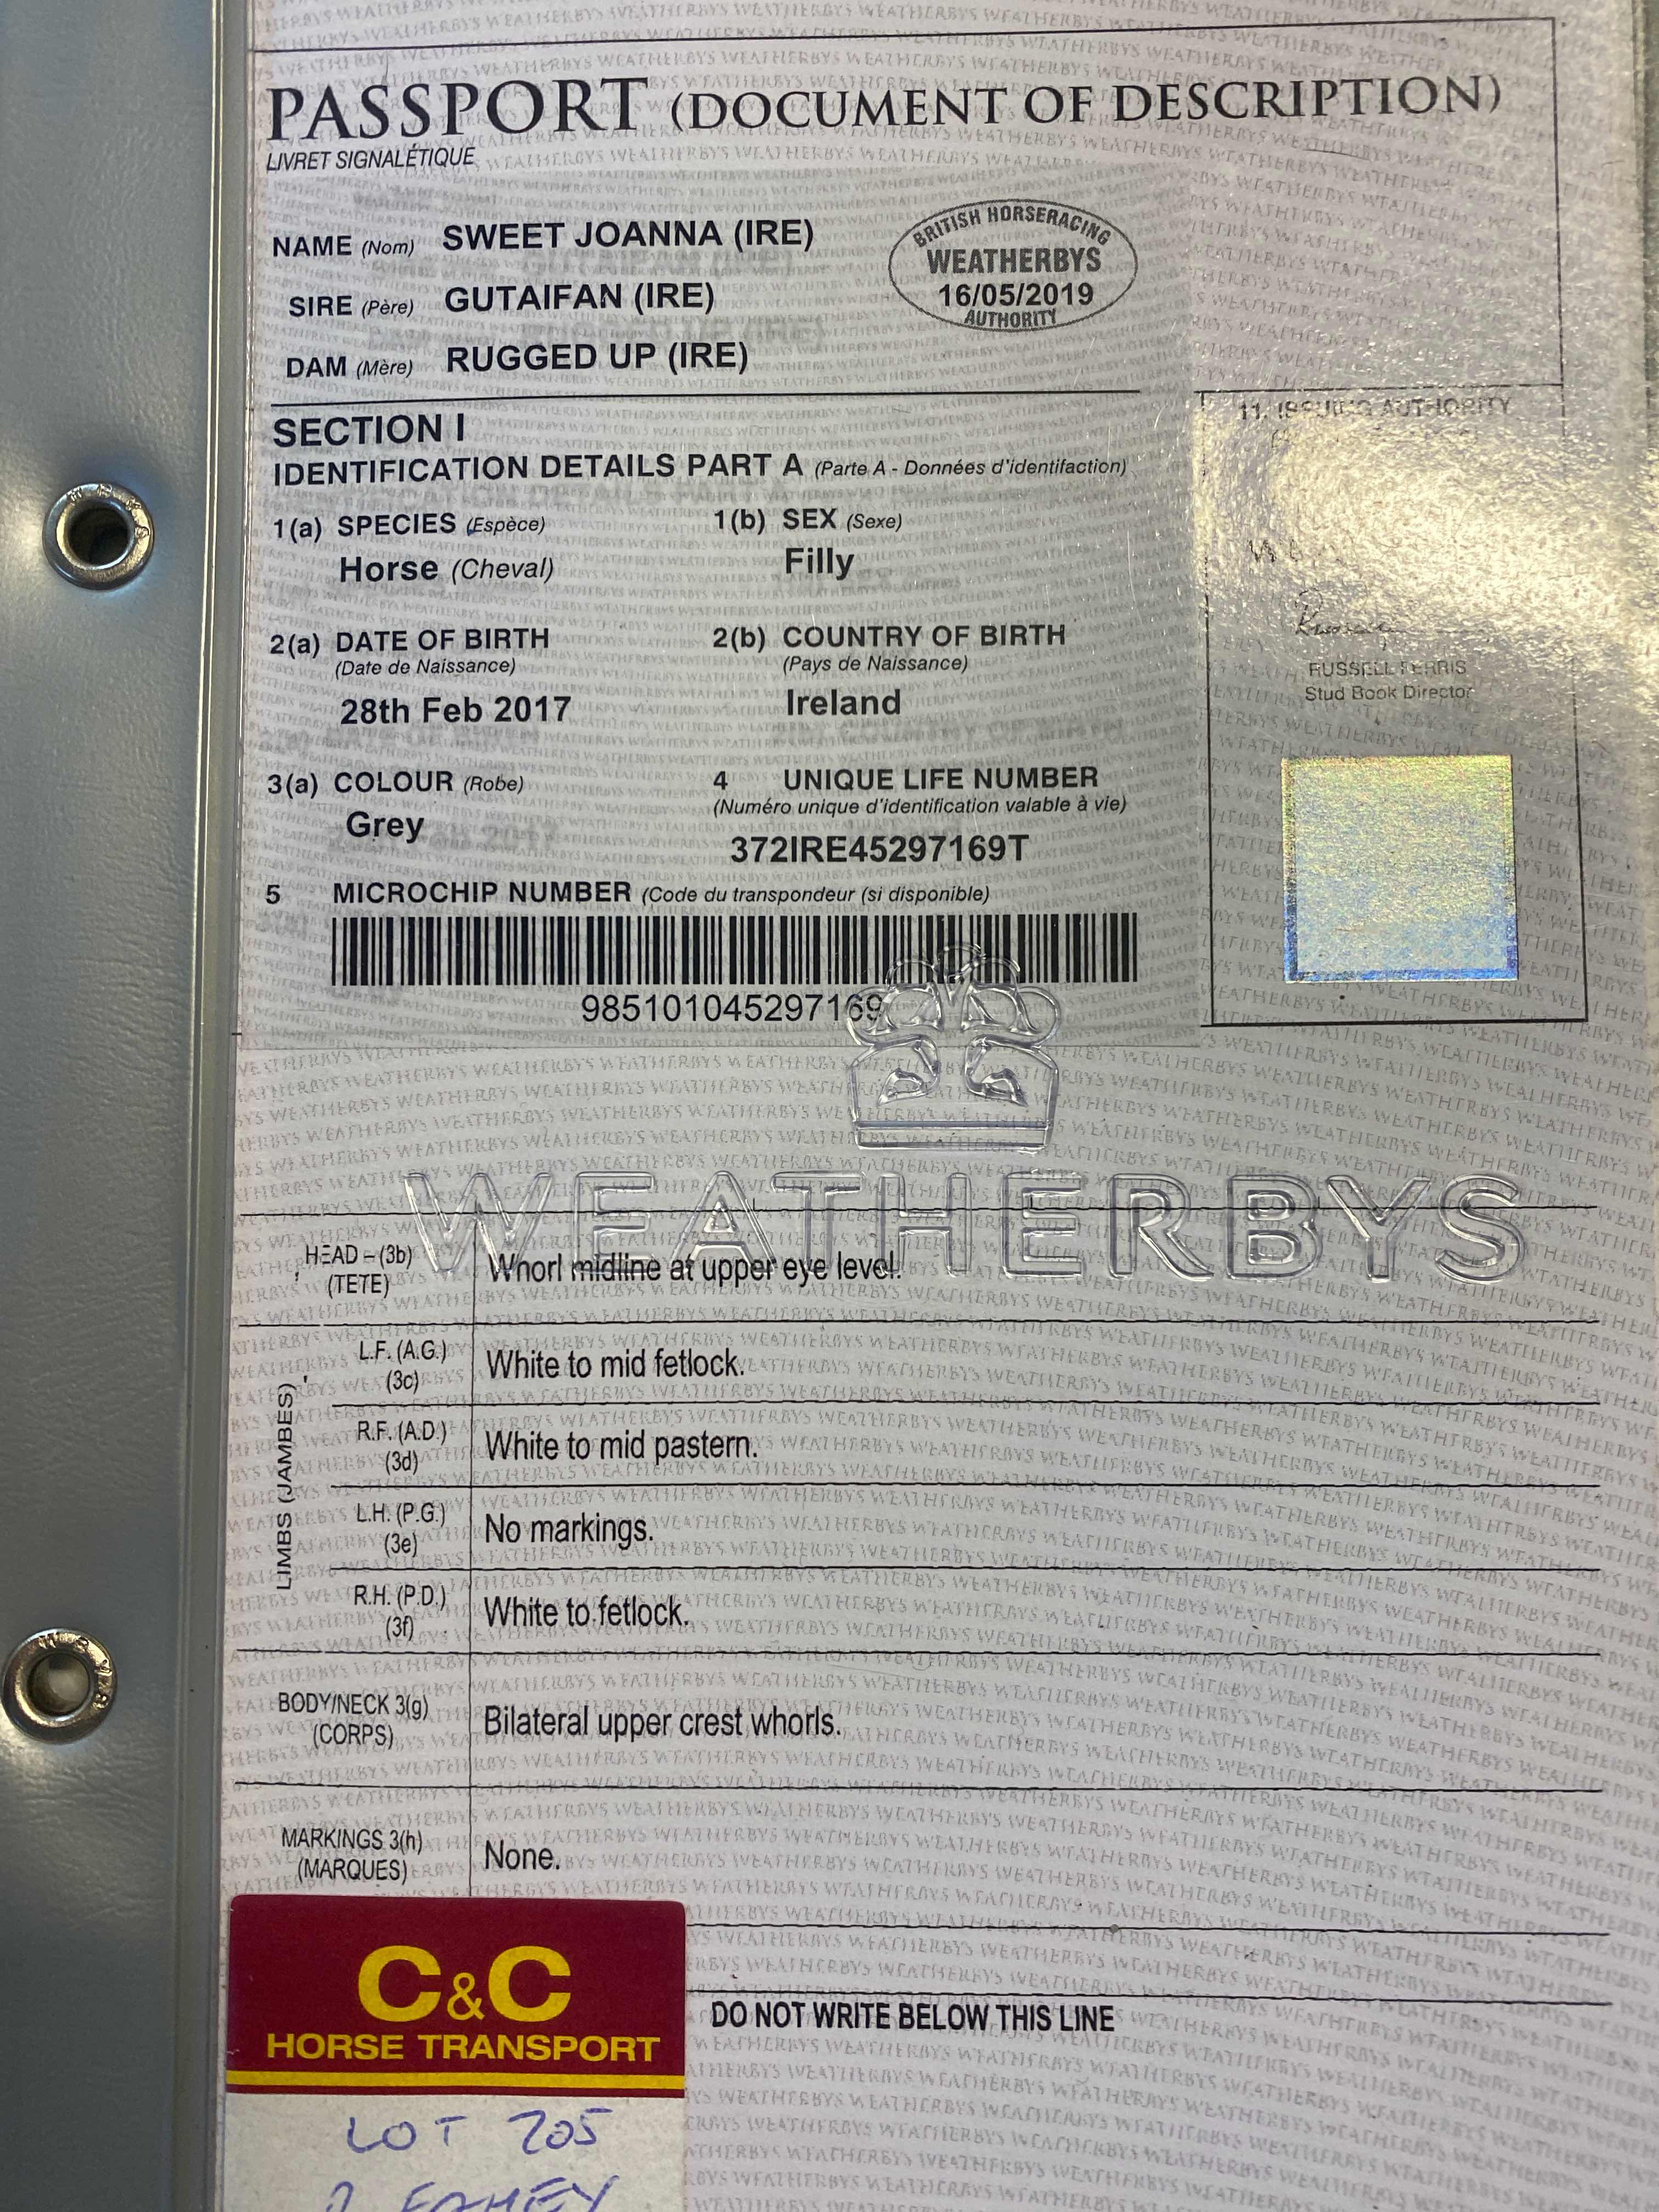 PASSPORT (DOCUMENT OF DESCRIPTION)
LIVRET SIGNALÉTIQUE
NAME (Nom) SWEET JOANNA (IRE)
SIRE (Père) GUTAIFAN (IRE)
DAM (Mère) RUGGED UP (IRE)
BRITISH HORSERACING
WEATHERBYS
16/05/2019
AUTHORITY
SECTION I
IDENTIFICATION DETAILS PART A (Parte A - Données d'identifaction)
1(a) SPECIES (Espèce) 1(b) SEX (Sexe)
Horse (Cheval) Filly
2(a) DATE OF BIRTH 2(b) COUNTRY OF BIRTH
(Date de Naissance) (Pays de Naissance)
28th Feb 2017 Ireland
3(a) COLOUR (Robe) 4 UNIQUE LIFE NUMBER
(Numéro unique d'identification valable à vie)
Grey 372IRE45297169T
5 MICROCHIP NUMBER (Code du transpondeur (si disponible)
985101045297169
11. ISSUING AUTHORITY
RUSSELL FERRIS
Stud Book Director
WEATHERBYS
HEAD – (3b) Whorl midline at upper eye level.
(TETE)
LIMBS (JAMBES)
L.F. (A.G.) White to mid fetlock.
(3c)
R.F. (A.D.) White to mid pastern.
(3d)
L.H. (P.G.) No markings.
(3e)
R.H. (P.D.) White to fetlock.
(3f)
BODY/NECK 3(g) Bilateral upper crest whorls.
(CORPS)
MARKINGS 3(h) None.
(MARQUES)
DO NOT WRITE BELOW THIS LINE
C&C
HORSE TRANSPORT
LOT 205
R FAHEY